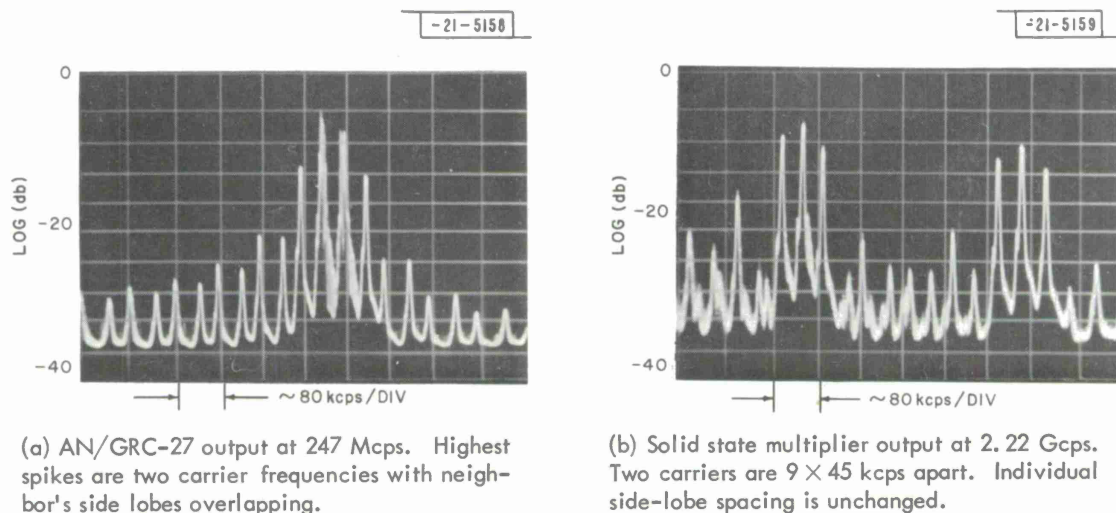 -21-5158
0
LOG (db)
-20
-40
~80 kcps/DIV
(a) AN/GRC-27 output at 247 Mcps. Highest
spikes are two carrier frequencies with neigh-
bor's side lobes overlapping.
-21-5159
0
LOG (db)
-20
-40
~80 kcps/DIV
(b) Solid state multiplier output at 2.22 Gcps.
Two carriers are 9 × 45 kcps apart. Individual
side-lobe spacing is unchanged.